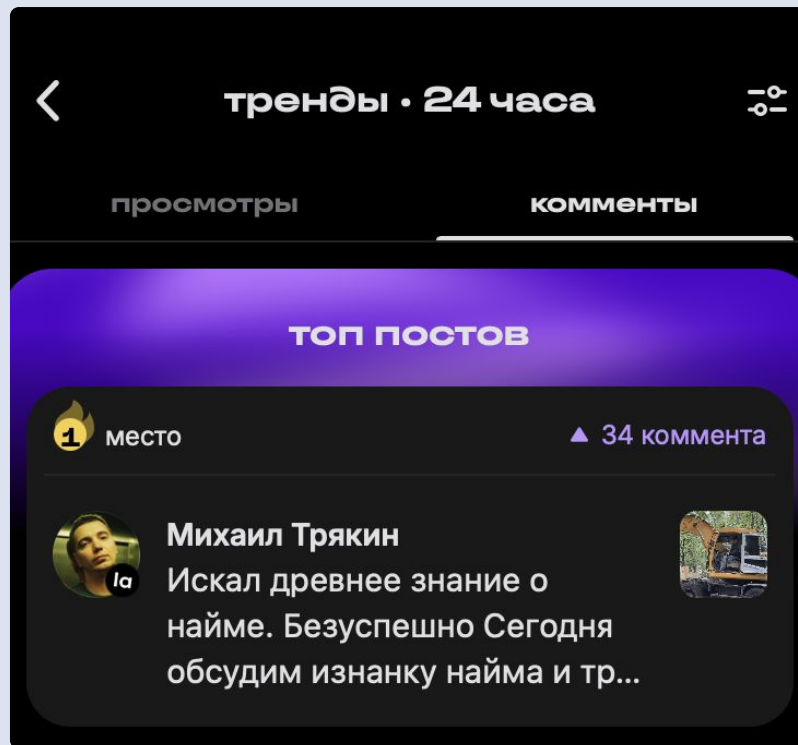 тренды • 24 часа
просмотры
комменты
топ постов
1 место
▲ 34 коммента
Михаил Трякин
la
Искал древнее знание о
найме. Безуспешно Сегодня
обсудим изнанку найма и тр...